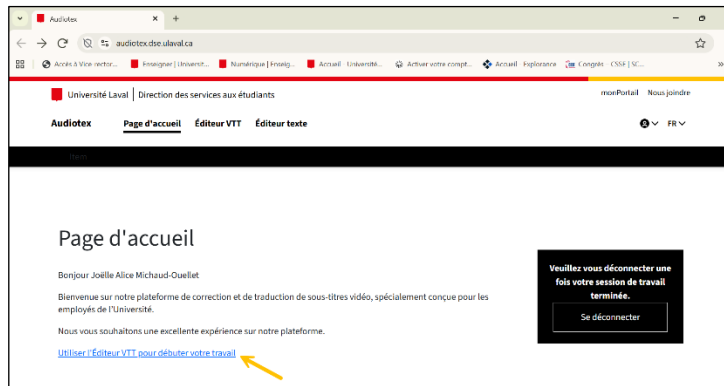 Audiotex
audiotex.dse.ulaval.ca
Accès à Vice-rector... Enseigner | Universit... Numérique | Enseig... Accueil - Université... Activer votre compt... Accueil - Explorance Congrès - CSSE | SC...
Université Laval | Direction des services aux étudiants monPortail Nous joindre
Audiotex Page d'accueil Éditeur VTT Éditeur texte FR
Items
Page d'accueil
Bonjour Joëlle Alice Michaud-Ouellet
Bienvenue sur notre plateforme de correction et de traduction de sous-titres vidéo, spécialement conçue pour les
employés de l'Université.
Nous vous souhaitons une excellente expérience sur notre plateforme.
Utiliser l'Éditeur VTT pour débuter votre travail
Veuillez vous déconnecter une
fois votre session de travail
terminée.
Se déconnecter